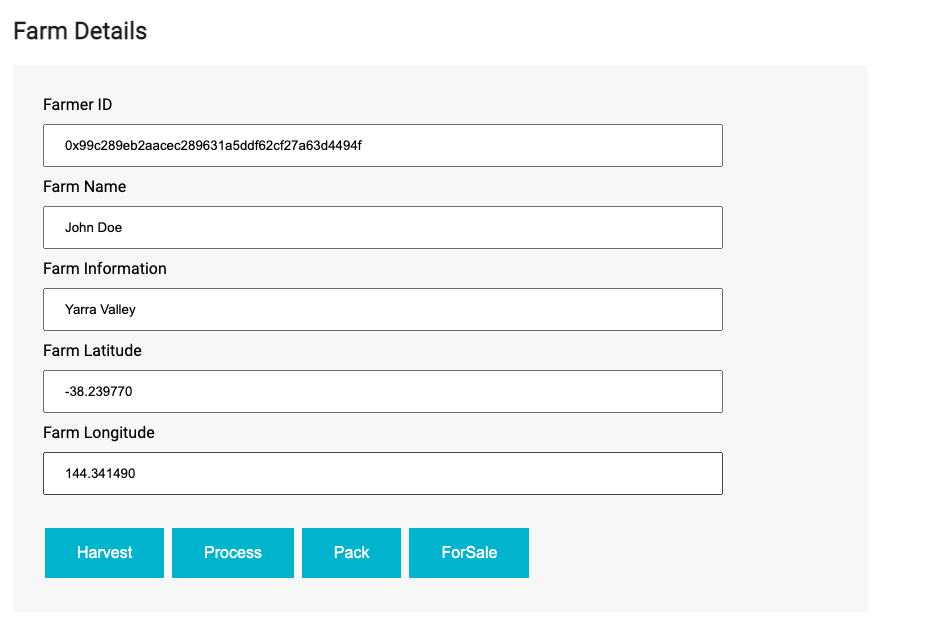 Farm Details
Farmer ID
0x99c289eb2aacec289631a5ddf62cf27a63d4494f
Farm Name
John Doe
Farm Information
Yarra Valley
Farm Latitude
-38.239770
Farm Longitude
144.341490
Harvest Process Pack ForSale